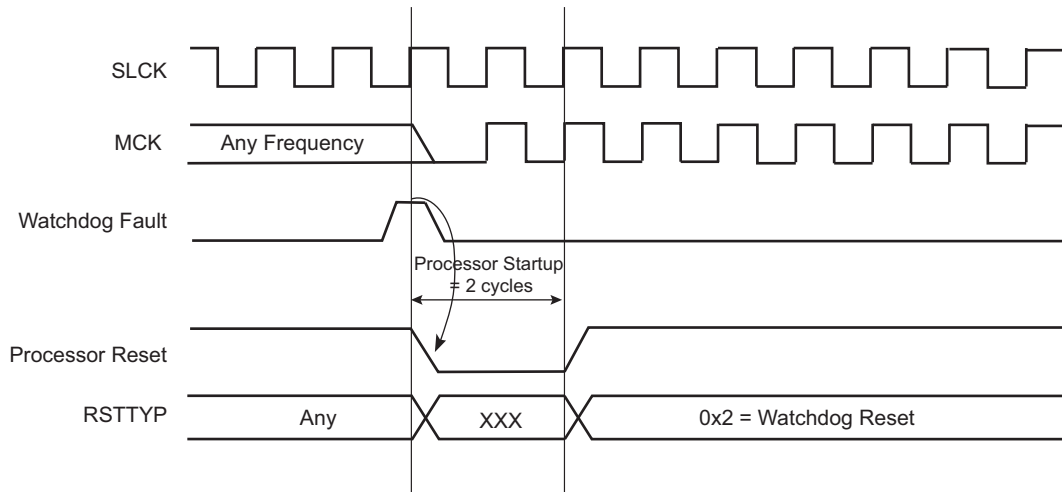 SLCK
MCK
Any Frequency
Watchdog Fault
Processor Startup
= 2 cycles
Processor Reset
RSTTYP
Any
XXX
0x2 = Watchdog Reset